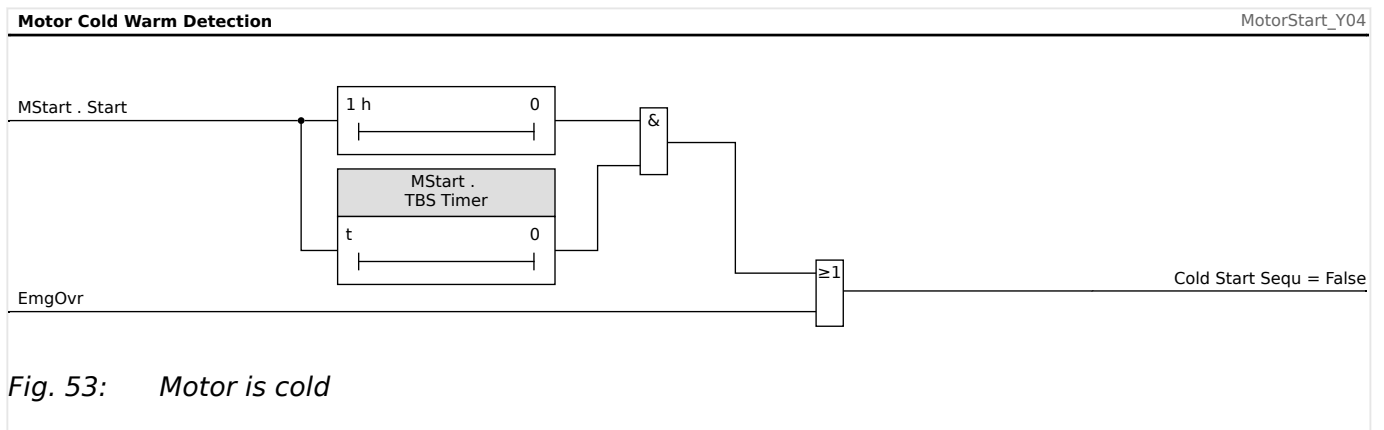 Motor Cold Warm Detection
MotorStart_Y04
MStart . Start
1 h
0
&
MStart .
TBS Timer
t
0
≥1
Cold Start Sequ = False
EmgOvr
Fig. 53: Motor is cold